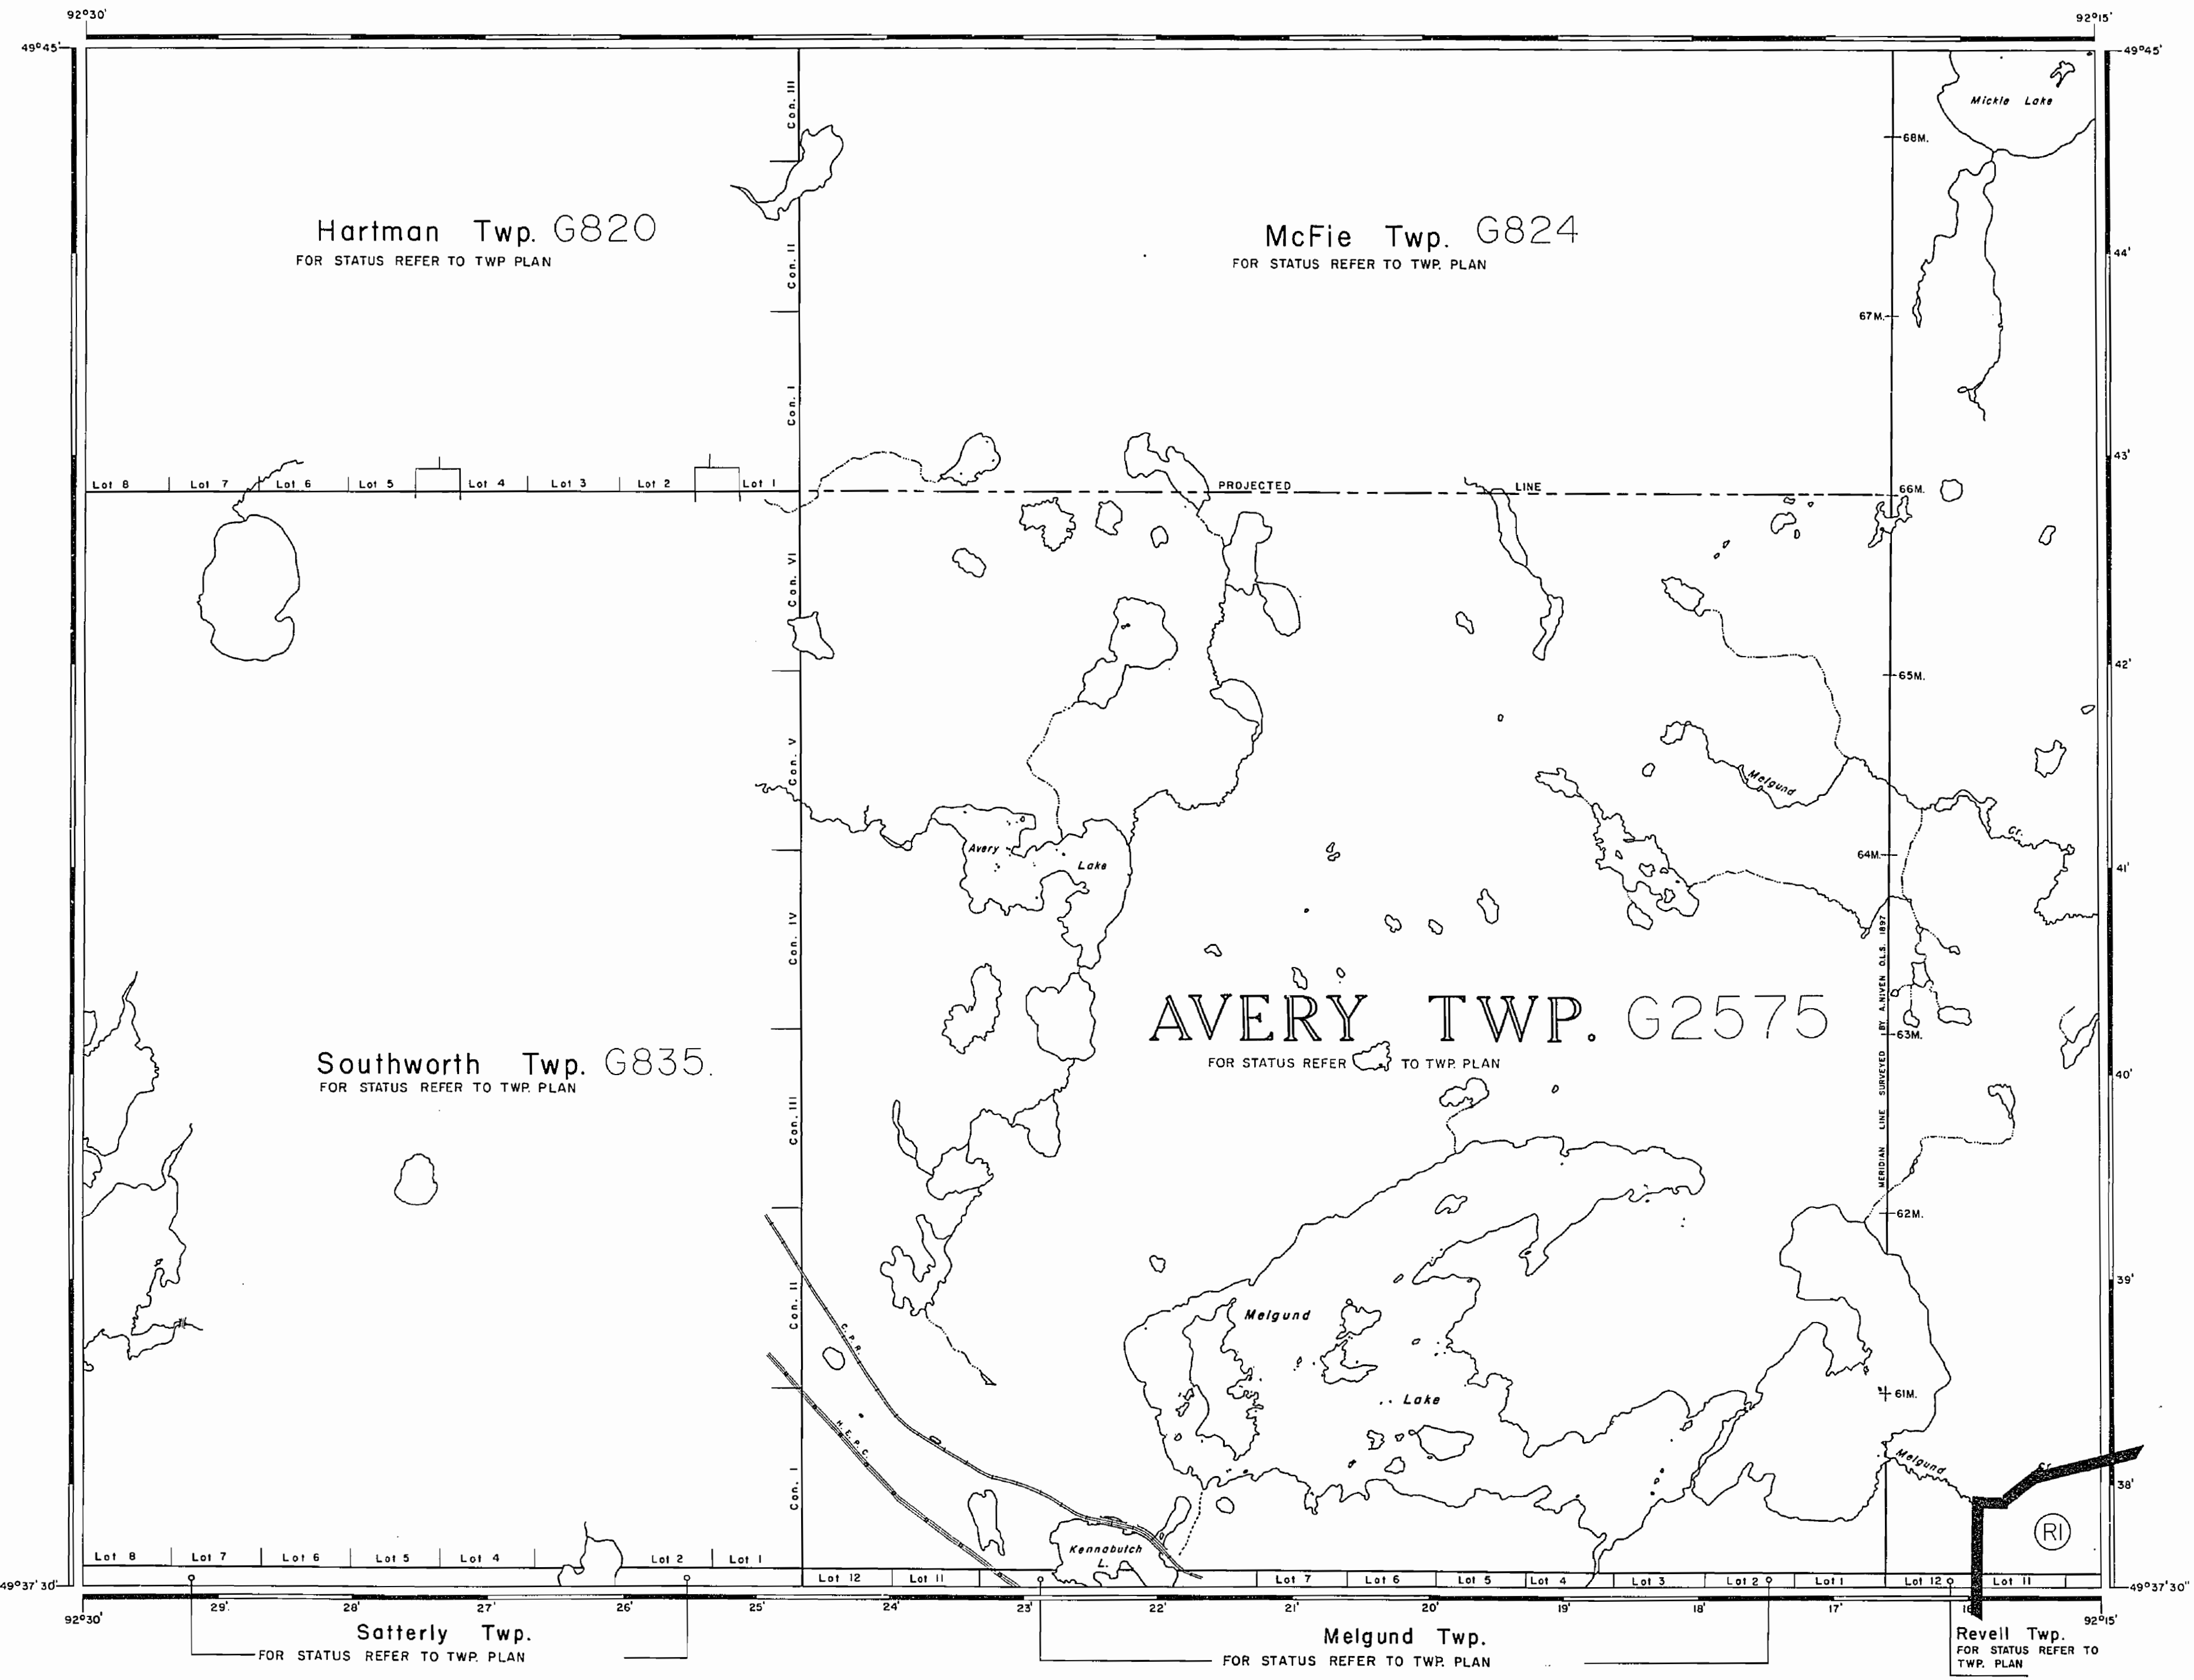 92°30'
92°15'
49°45'
49°45'
Con. III
Mickle Lake
68M.
Hartman Twp. G820
FOR STATUS REFER TO TWP PLAN
McFie Twp. G824
FOR STATUS REFER TO TWP. PLAN
Con. II
44'
67M.
Con. I
43'
Lot 8 Lot 7 Lot 6 Lot 5 Lot 4 Lot 3 Lot 2 Lot 1
PROJECTED LINE
66M.
Con. VI
42'
65M.
Con. V
Melgund
Cr.
Avery Lake
64M.
41'
Con. IV
MERIDIAN LINE SURVEYED BY A. NIVEN O.L.S. 1897
AVERY TWP. G2575
FOR STATUS REFER TO TWP. PLAN
63M.
Southworth Twp. G835.
FOR STATUS REFER TO TWP. PLAN
40'
Con. III
62M.
39'
Con. II
Melgund
C. P. R.
Lake
61M.
H. E. P. C.
Melgund
Cr.
38'
Con. I
R1
Kennabutch
L.
Lot 8 Lot 7 Lot 6 Lot 5 Lot 4 Lot 2 Lot 1
Lot 12 Lot 11 Lot 7 Lot 6 Lot 5 Lot 4 Lot 3 Lot 2 Lot 1 Lot 12 Lot 11
49°37'30"
49°37'30"
92°30' 29' 28' 27' 26' 25' 24' 23' 22' 21' 20' 19' 18' 17' 92°15'
Satterly Twp.
FOR STATUS REFER TO TWP. PLAN
Melgund Twp.
FOR STATUS REFER TO TWP. PLAN
Revell Twp.
FOR STATUS REFER TO
TWP. PLAN